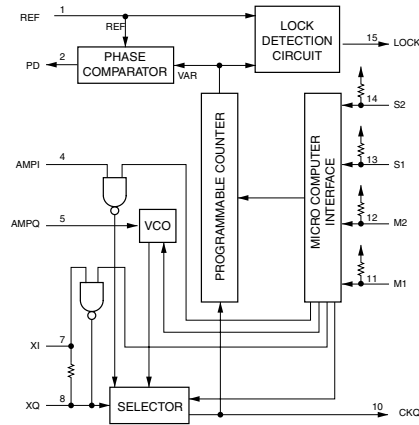 REF 1
REF
PHASE
COMPARATOR
PD 2
VAR
LOCK
DETECTION
CIRCUIT
15 LOCK
AMPI 4
AMPQ 5
VCO
PROGRAMMABLE COUNTER
MICRO COMPUTER
INTERFACE
14 S2
13 S1
12 M2
11 M1
XI 7
XQ 8
SELECTOR
10 CKQ